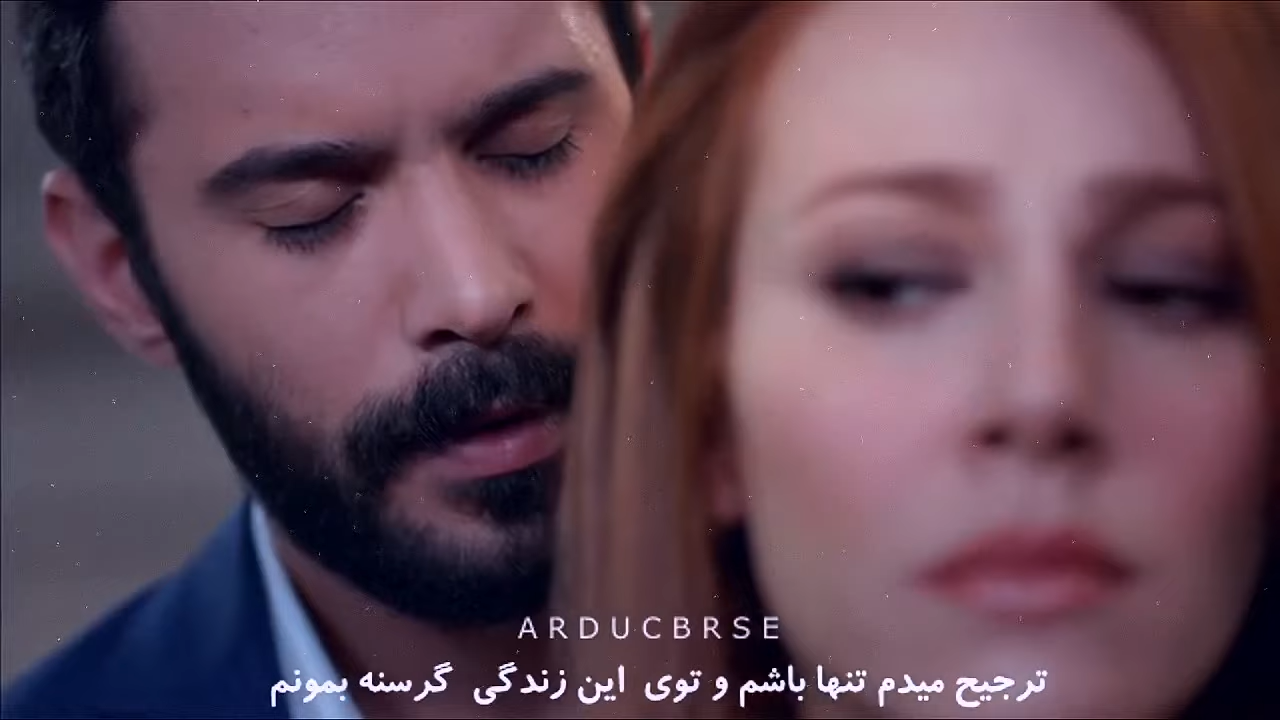 ARDUCBRSE
ترجیح میدم تنها باشم و توی این زندگی گرسنه بمونم